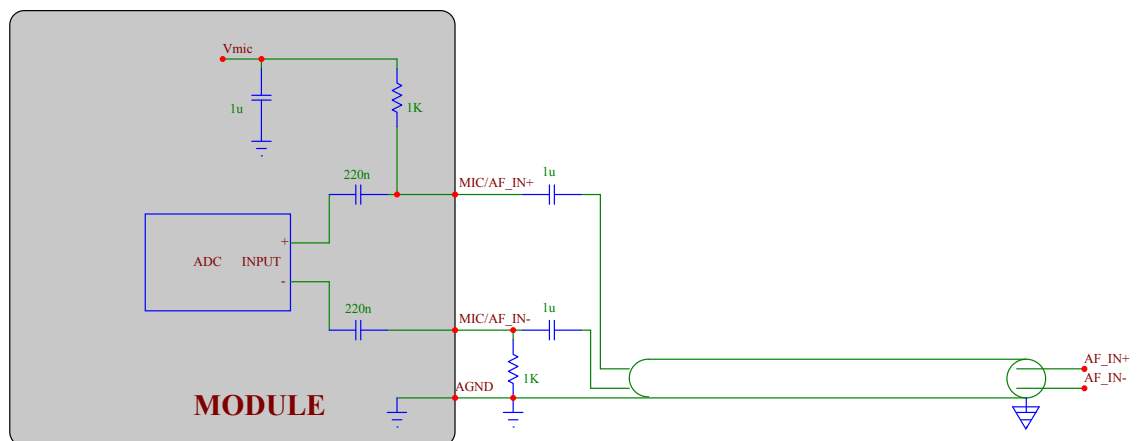 Vmic
1u
1K
220n
MIC/AF_IN+
1u
+
ADC INPUT
-
220n
MIC/AF_IN-
1u
1K
AGND
AF_IN+
AF_IN-
MODULE